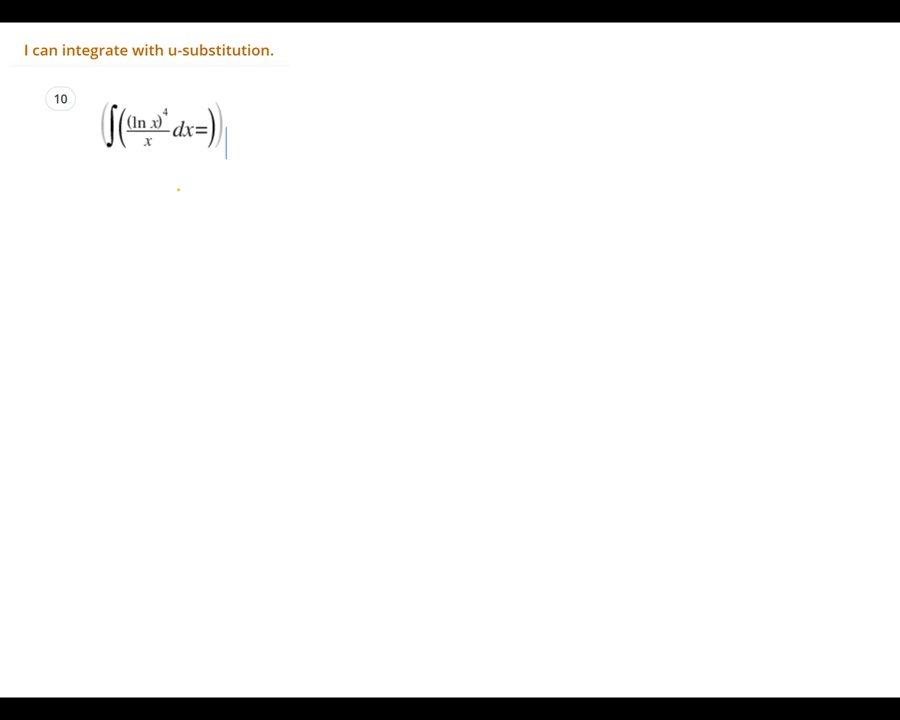 I can integrate with u-substitution.
10
(∫((ln x)^4/x dx=))